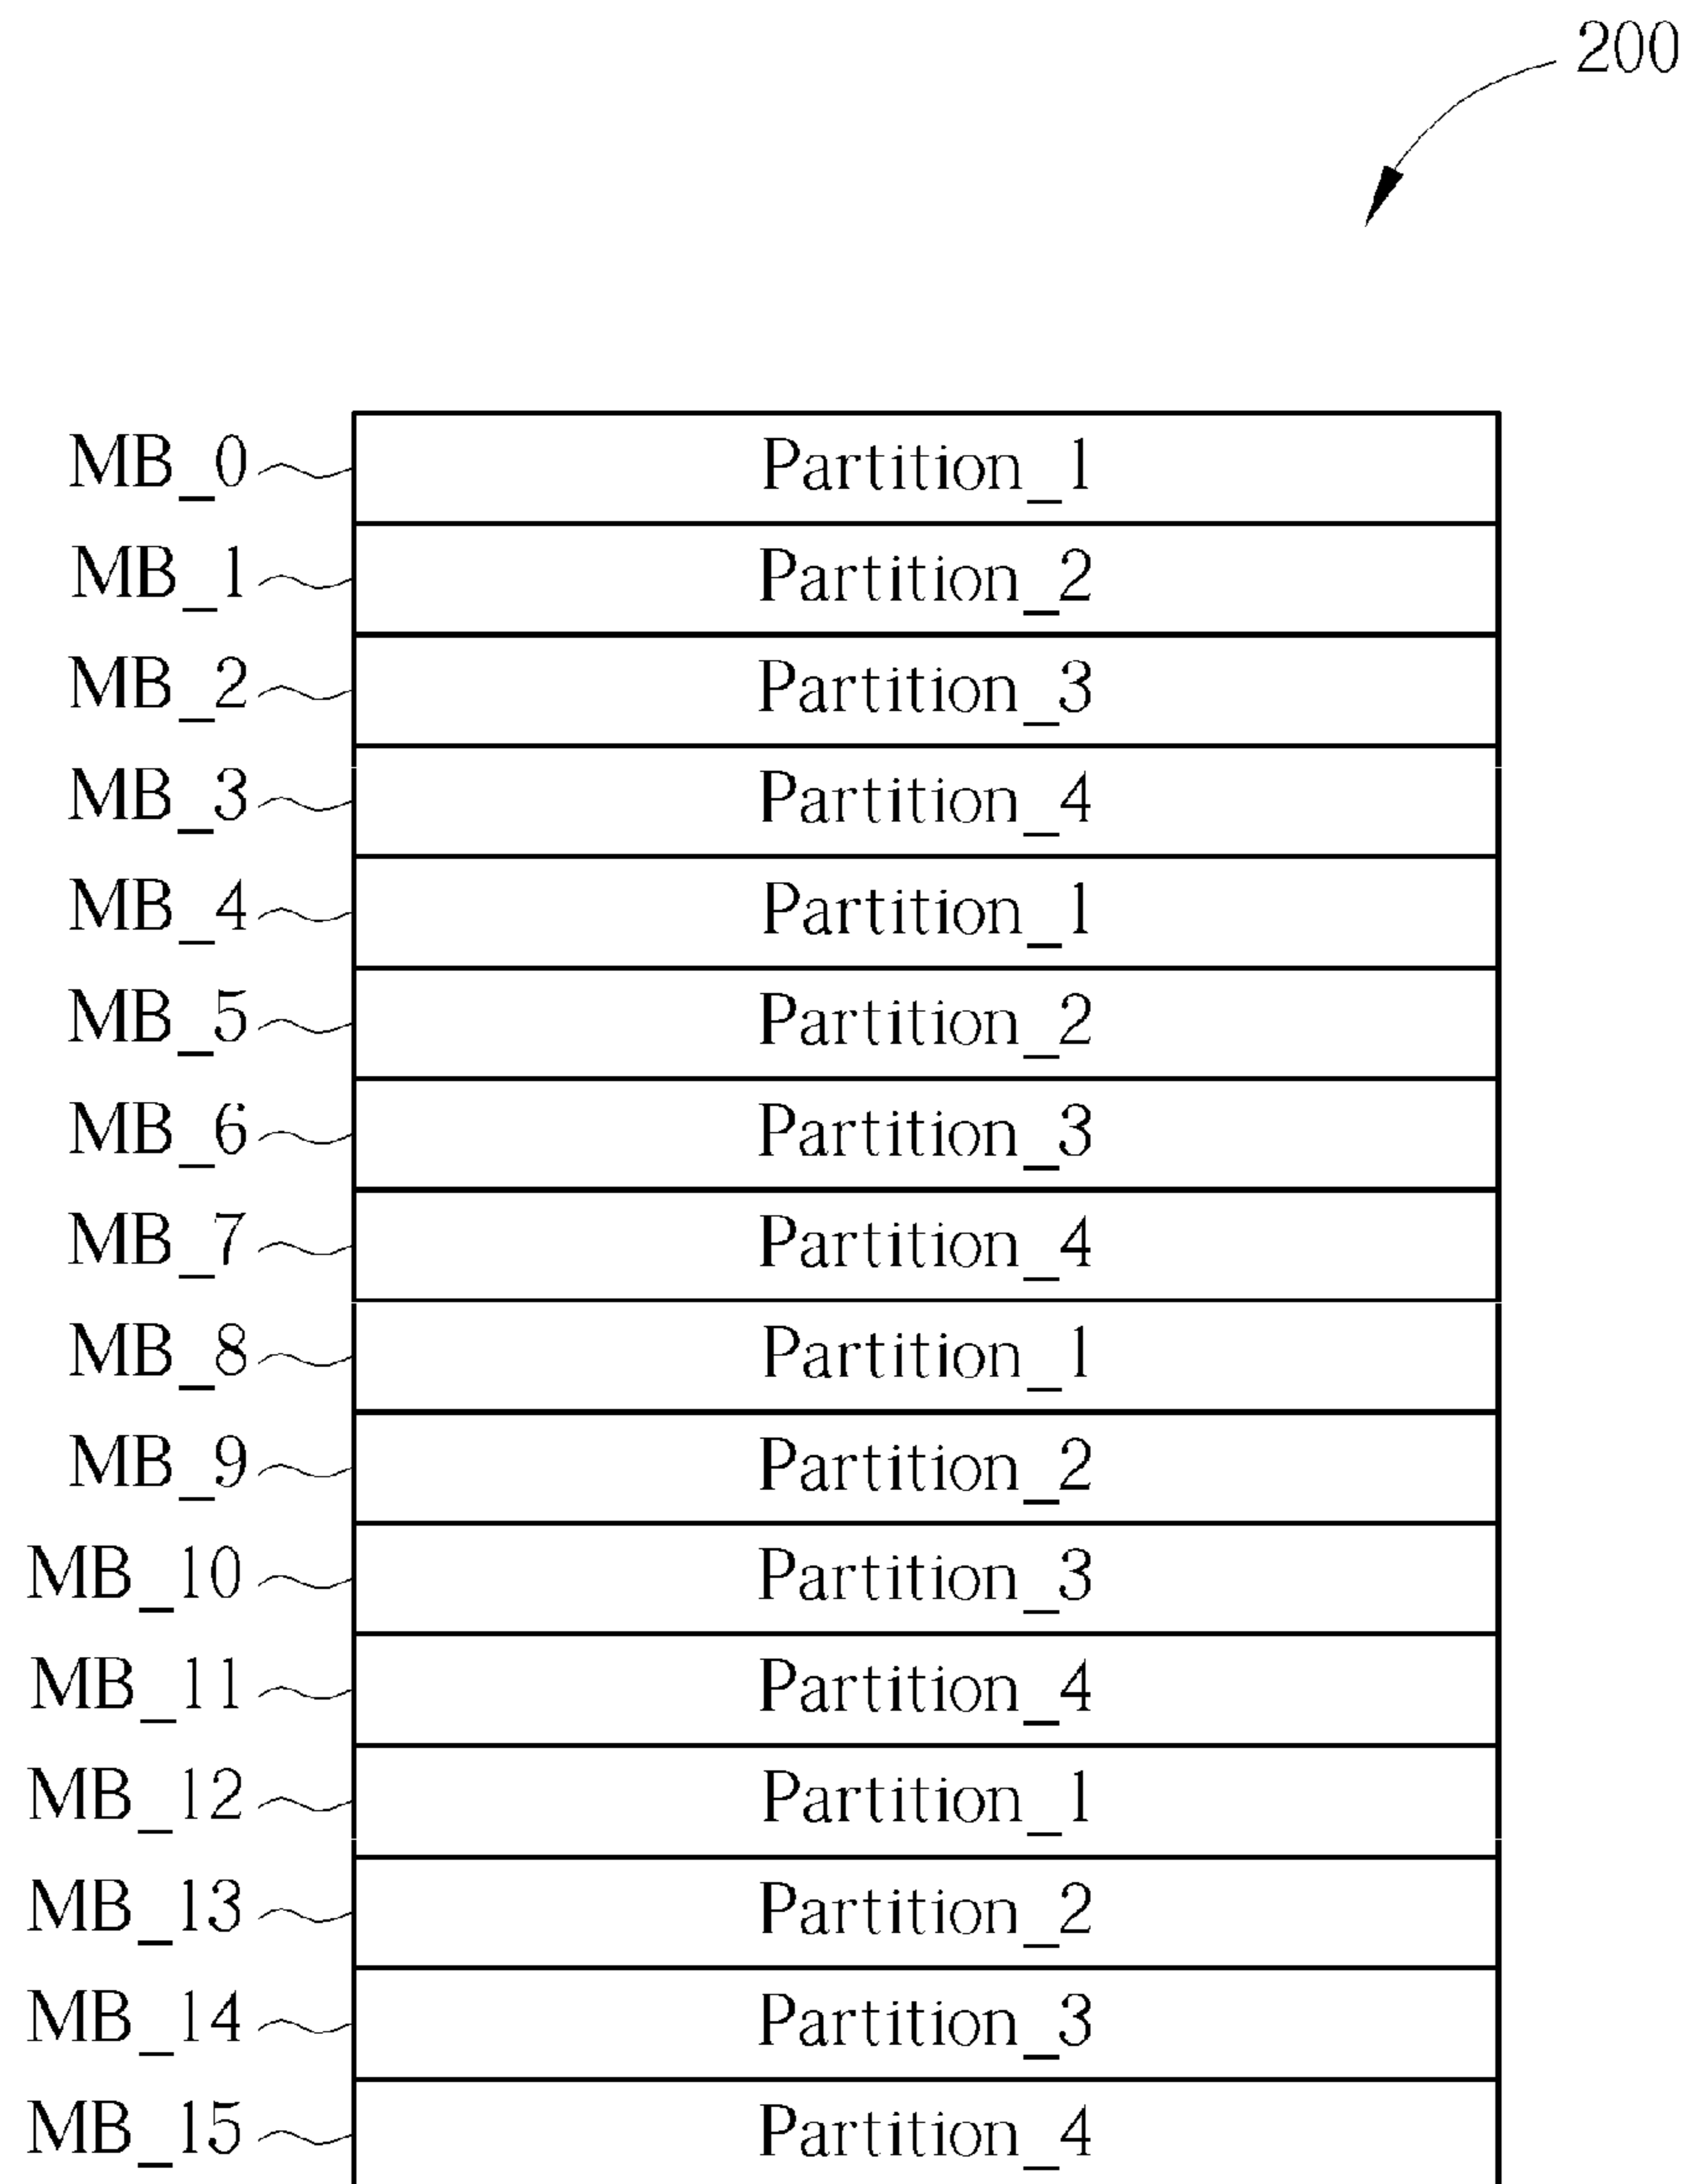 200
MB_0 Partition_1
MB_1 Partition_2
MB_2 Partition_3
MB_3 Partition_4
MB_4 Partition_1
MB_5 Partition_2
MB_6 Partition_3
MB_7 Partition_4
MB_8 Partition_1
MB_9 Partition_2
MB_10 Partition_3
MB_11 Partition_4
MB_12 Partition_1
MB_13 Partition_2
MB_14 Partition_3
MB_15 Partition_4